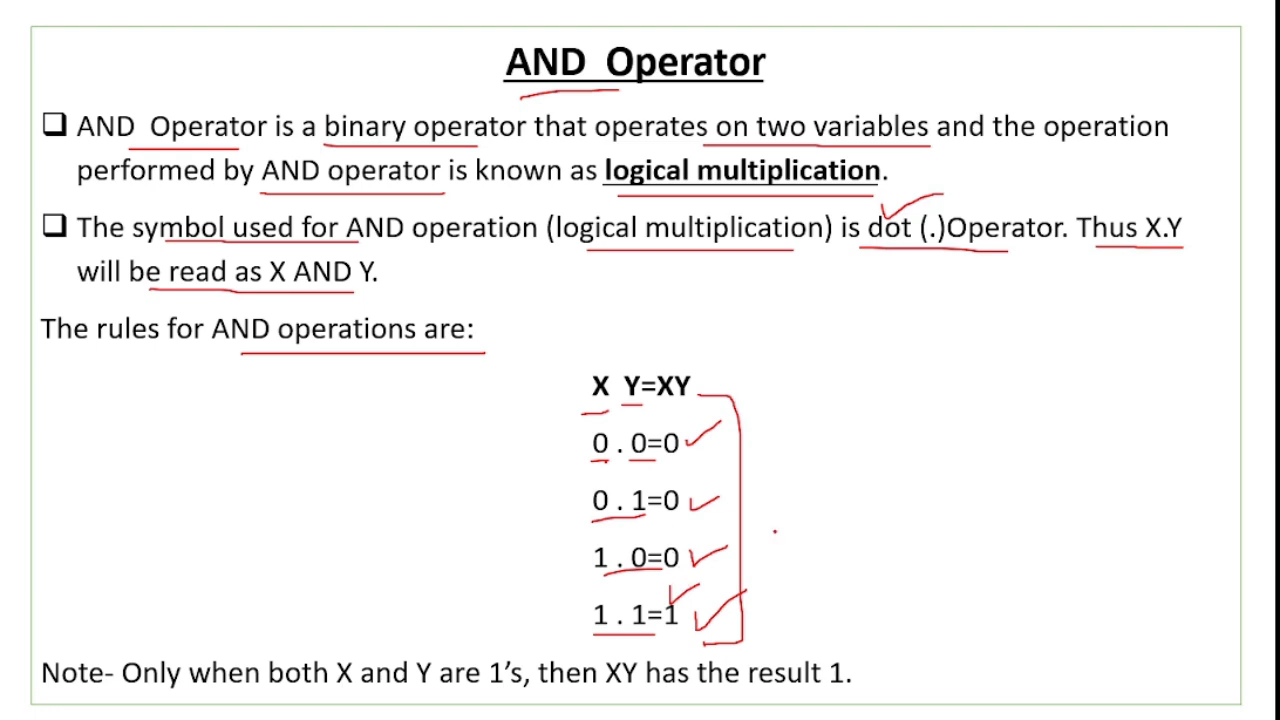 AND Operator
❑ AND Operator is a binary operator that operates on two variables and the operation
performed by AND operator is known as logical multiplication.
❑ The symbol used for AND operation (logical multiplication) is dot (.)Operator. Thus X.Y
will be read as X AND Y.
The rules for AND operations are:
X Y=XY
0 . 0=0
0 . 1=0
1 . 0=0
1 . 1=1
Note- Only when both X and Y are 1’s, then XY has the result 1.